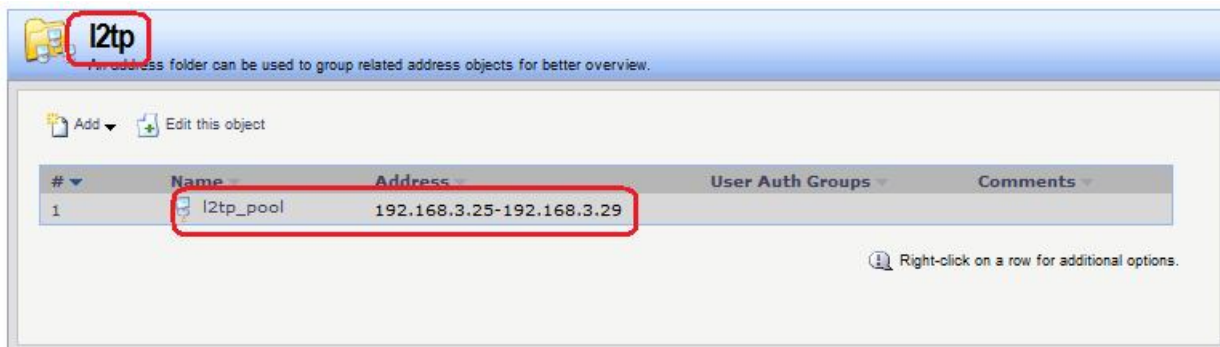 l2tp
An address folder can be used to group related address objects for better overview.
Add Edit this object
# Name Address User Auth Groups Comments
1 l2tp_pool 192.168.3.25-192.168.3.29
Right-click on a row for additional options.